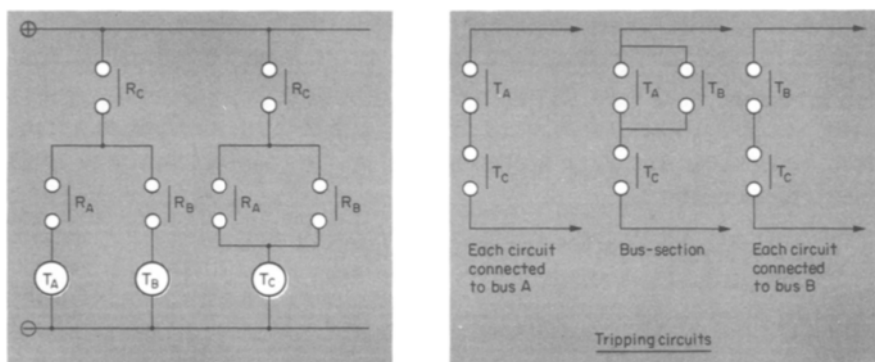 ⊕
R_C
R_C
R_A
R_B
R_A
R_B
T_A
T_B
T_C
⊖
T_A
T_A
T_B
T_B
T_C
T_C
T_C
Each circuit
connected
to bus A
Bus-section
Each circuit
connected
to bus B
Tripping circuits